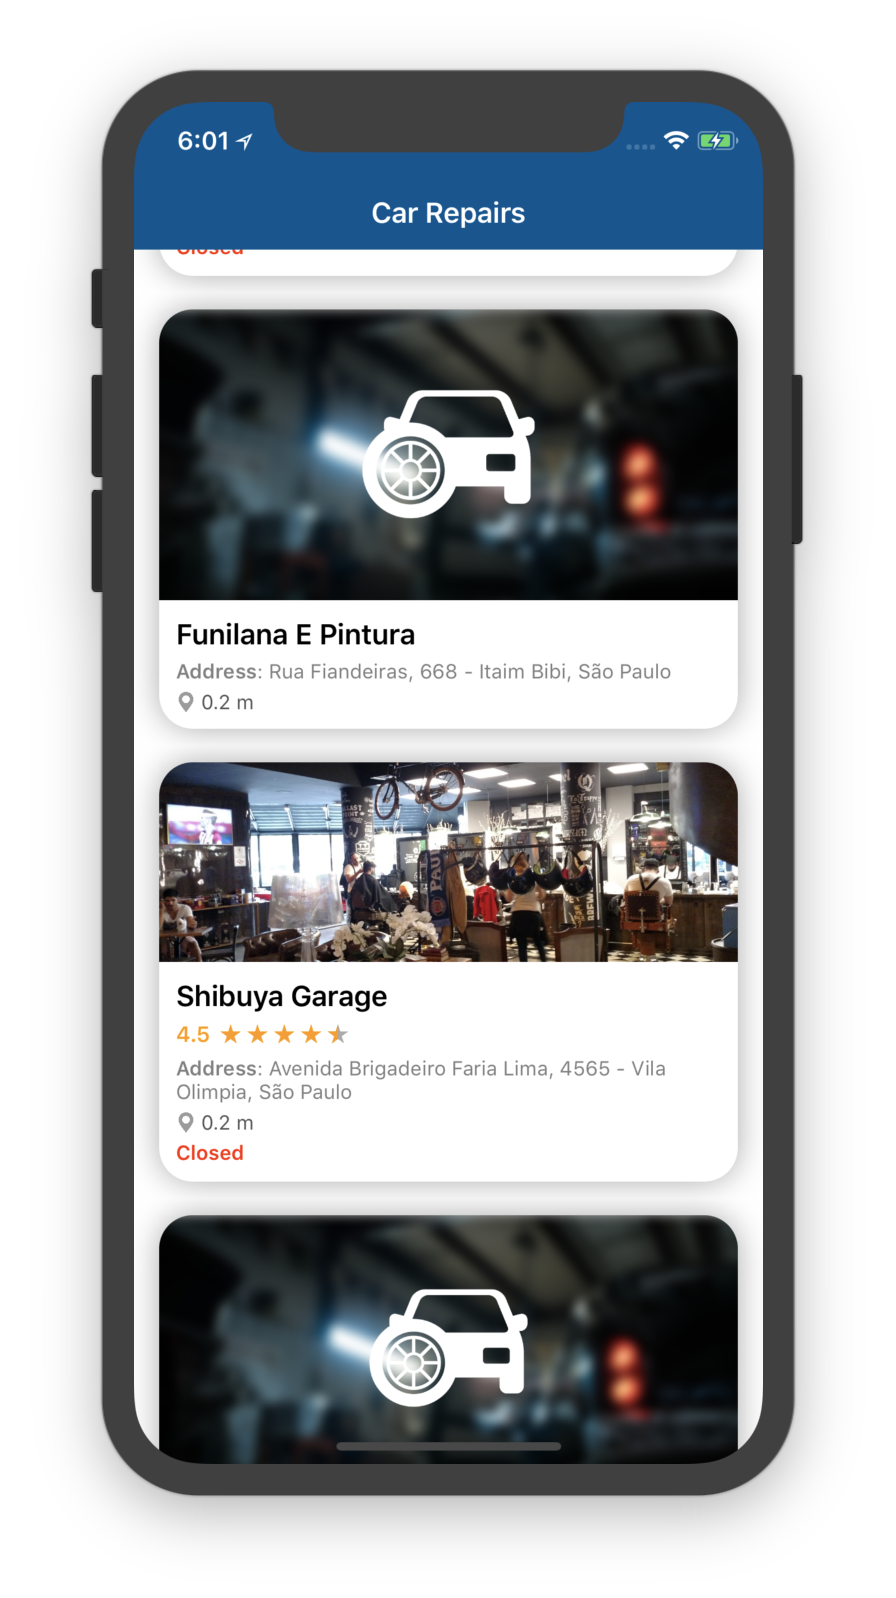 6:01
Car Repairs
Closed
Funilana E Pintura
Address: Rua Fiandeiras, 668 - Itaim Bibi, São Paulo
0.2 m
Shibuya Garage
4.5
Address: Avenida Brigadeiro Faria Lima, 4565 - Vila
Olimpia, São Paulo
0.2 m
Closed